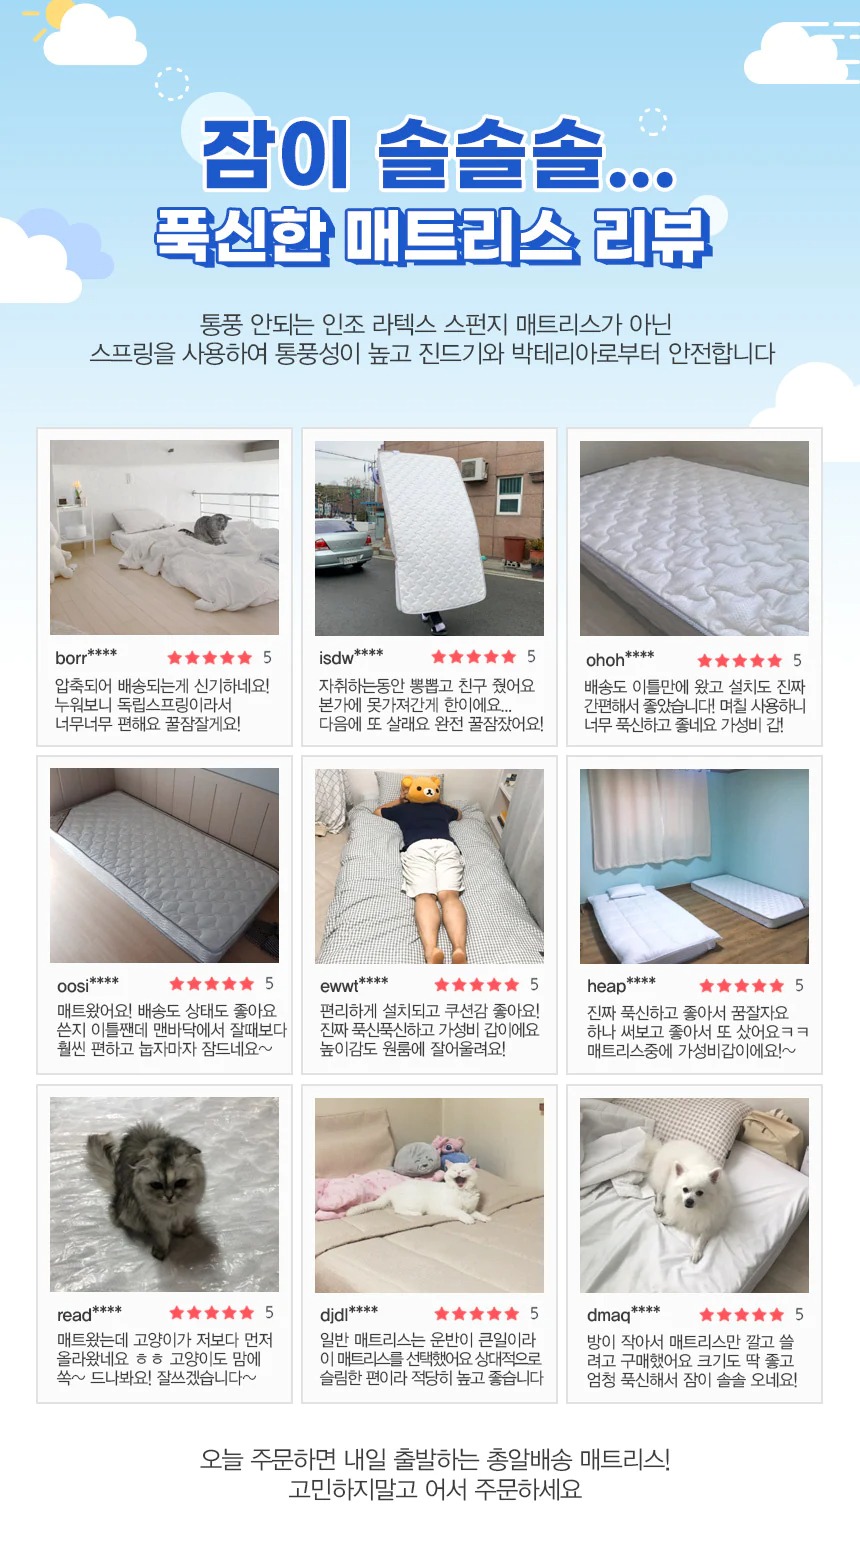 잠이 솔솔솔...
푹신한 매트리스 리뷰
통풍 안되는 인조 라텍스 스펀지 매트리스가 아닌
스프링을 사용하여 통풍성이 높고 진드기와 박테리아로부터 안전합니다
borr**** ★★★★★ 5
압축되어 배송되는게 신기하네요!
누워보니 독립스프링이라서
너무너무 편해요 꿀잠잘게요!
isdw**** ★★★★★ 5
자취하는동안 뽕뽑고 친구 줬어요
본가에 못가져간게 한이에요...
다음에 또 살래요 완전 꿀잠잤어요!
ohoh**** ★★★★★ 5
배송도 이틀만에 왔고 설치도 진짜
간편해서 좋았습니다! 며칠 사용하니
너무 푹신하고 좋네요 가성비 갑!
oosi**** ★★★★★ 5
매트왔어요! 배송도 상태도 좋아요
쓴지 이틀짼데 맨바닥에서 잘때보다
훨씬 편하고 눕자마자 잠드네요~
ewwt**** ★★★★★ 5
편리하게 설치되고 쿠션감 좋아요!
진짜 푹신푹신하고 가성비 갑이에요
높이감도 원룸에 잘어울려요!
heap**** ★★★★★ 5
진짜 푹신하고 좋아서 꿈잘자요
하나 써보고 좋아서 또 샀어요ㅋㅋ
매트리스중에 가성비갑이에요!~
read**** ★★★★★ 5
매트왔는데 고양이가 저보다 먼저
올라왔네요 ㅎㅎ 고양이도 맘에
쏙~ 드나봐요! 잘쓰겠습니다~
djdl**** ★★★★★ 5
일반 매트리스는 운반이 큰일이라
이 매트리스를 선택했어요 상대적으로
슬림한 편이라 적당히 높고 좋습니다
dmaq**** ★★★★★ 5
방이 작아서 매트리스만 깔고 쓸
려고 구매했어요 크기도 딱 좋고
엄청 푹신해서 잠이 솔솔 오네요!
오늘 주문하면 내일 출발하는 총알배송 매트리스!
고민하지말고 어서 주문하세요